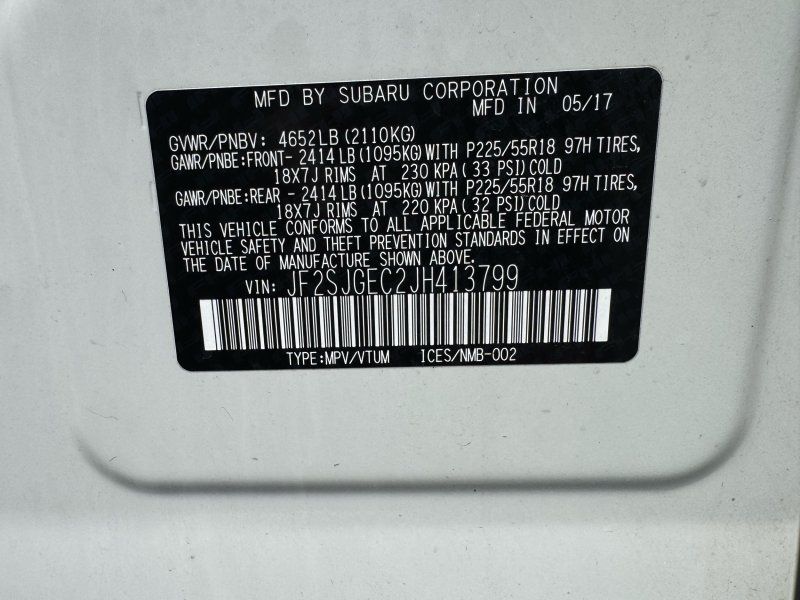 MFD BY SUBARU CORPORATION
MFD IN 05/17
GVWR/PNBV: 4652LB(2110KG)
GAWR/PNBE:FRONT- 2414LB(1095KG)WITH P225/55R18 97H TIRES,
18X7J RIMS AT 230 KPA(33 PSI)COLD
GAWR/PNBE:REAR - 2414LB(1095KG)WITH P225/55R18 97H TIRES,
18X7J RIMS AT 220 KPA(32 PSI)COLD
THIS VEHICLE CONFORMS TO ALL APPLICABLE FEDERAL MOTOR
VEHICLE SAFETY AND THEFT PREVENTION STANDARDS IN EFFECT ON
THE DATE OF MANUFACTURE SHOWN ABOVE.
VIN: JF2SJGEC2JH413799
TYPE:MPV/VTUM ICES/NMB-002